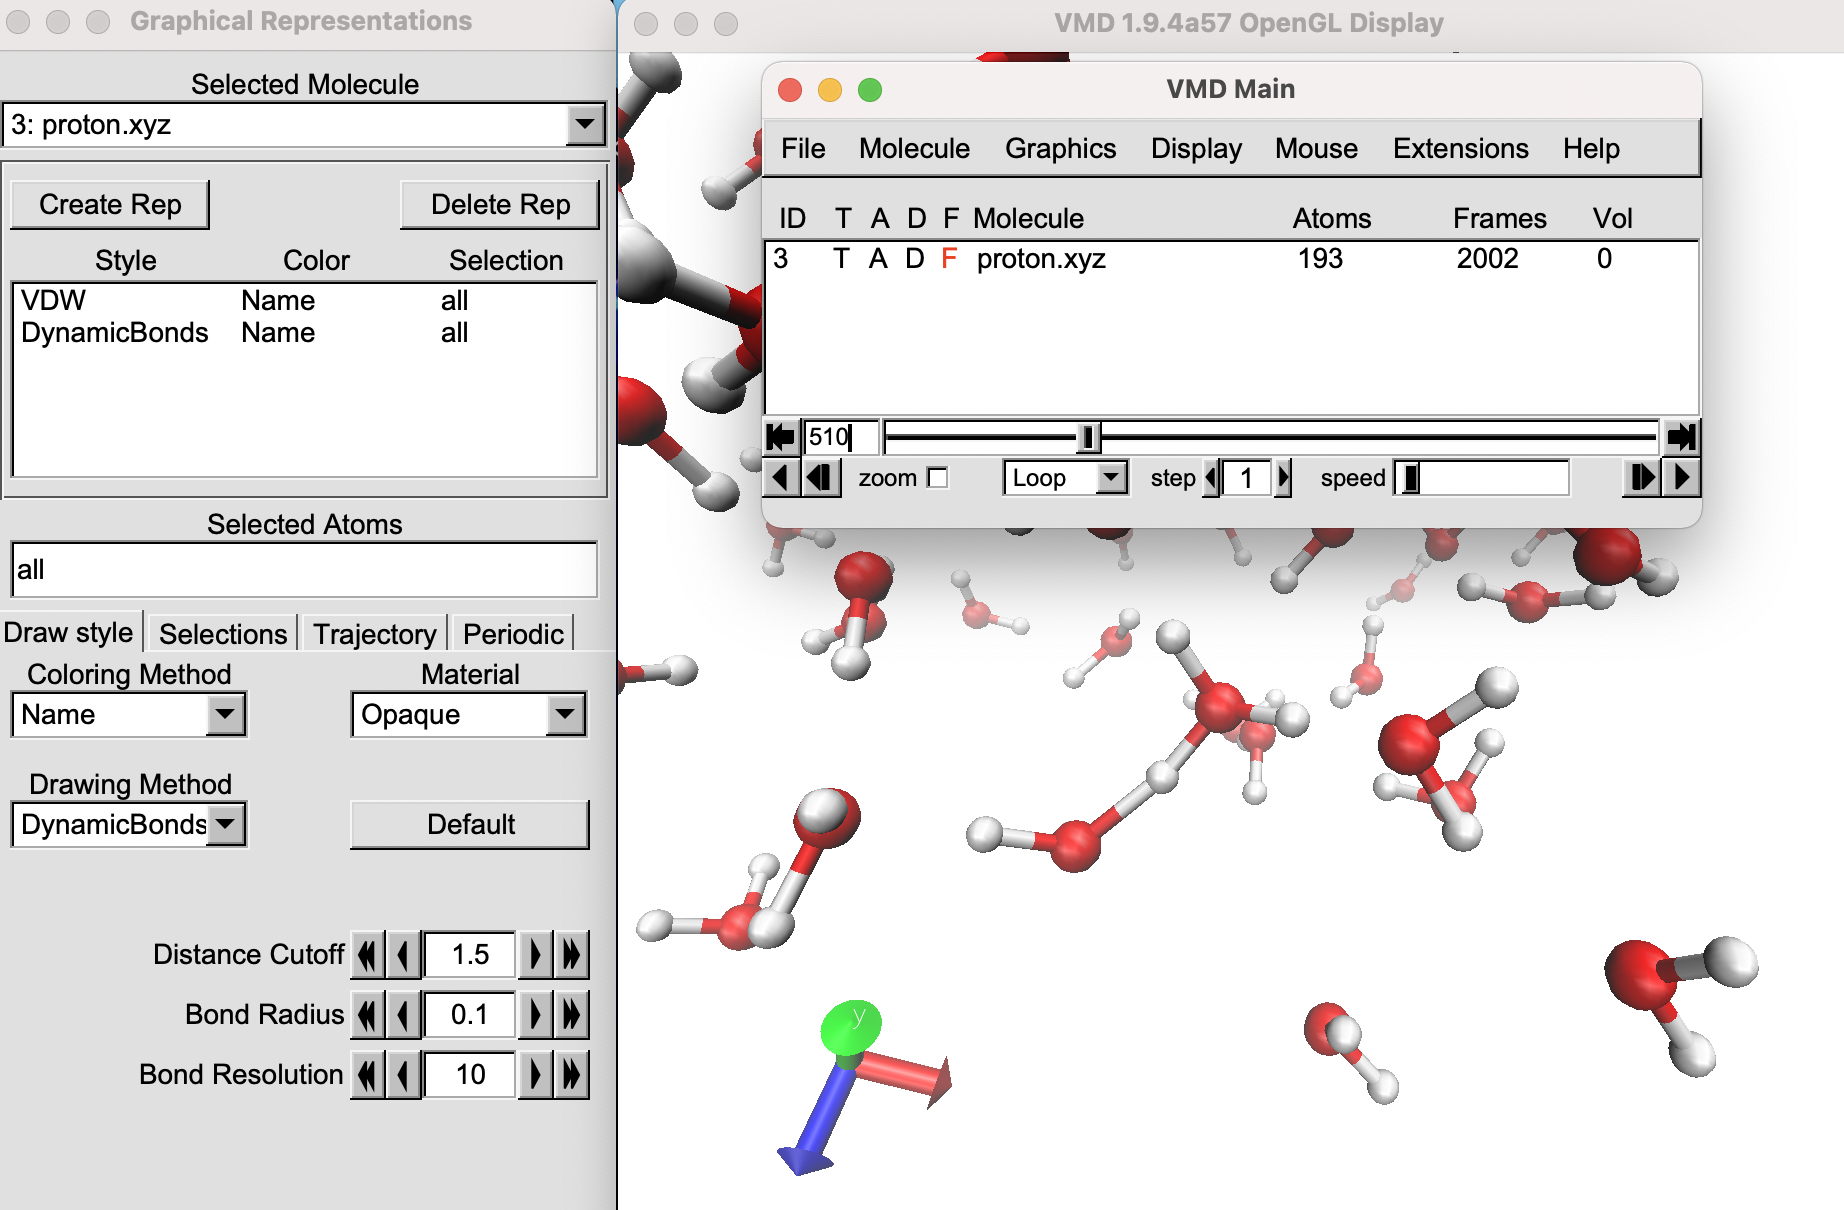 Graphical Representations
Selected Molecule
3: proton.xyz
Create Rep
Delete Rep
Style Color Selection
VDW Name all
DynamicBonds Name all
Selected Atoms
all
Draw style Selections Trajectory Periodic
Coloring Method Material
Name Opaque
Drawing Method
DynamicBonds Default
Distance Cutoff 1.5
Bond Radius 0.1
Bond Resolution 10
VMD 1.9.4a57 OpenGL Display
VMD Main
File Molecule Graphics Display Mouse Extensions Help
ID T A D F Molecule Atoms Frames Vol
3 T A D F proton.xyz 193 2002 0
510
zoom Loop step 1 speed
y